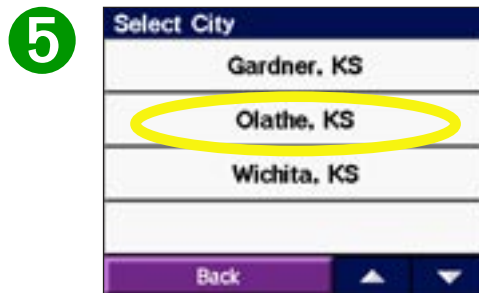 5
Select City
Gardner, KS
Olathe, KS
Wichita, KS
Back